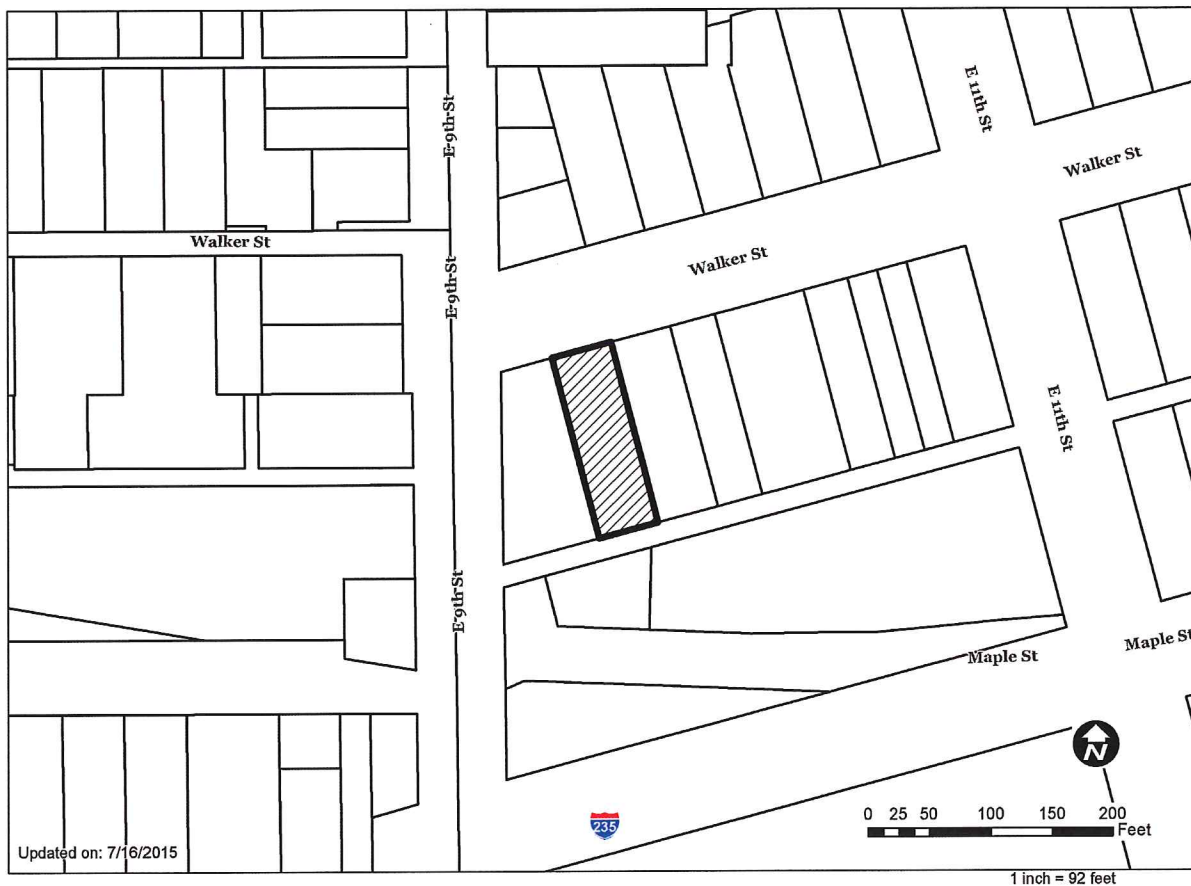 E 9th St
E 11th St
Walker St
Walker St
Walker St
E 9th St
E 11th St
E 9th St
Maple St
Maple St
N
235
0 25 50 100 150 200
Feet
Updated on: 7/16/2015
1 inch = 92 feet